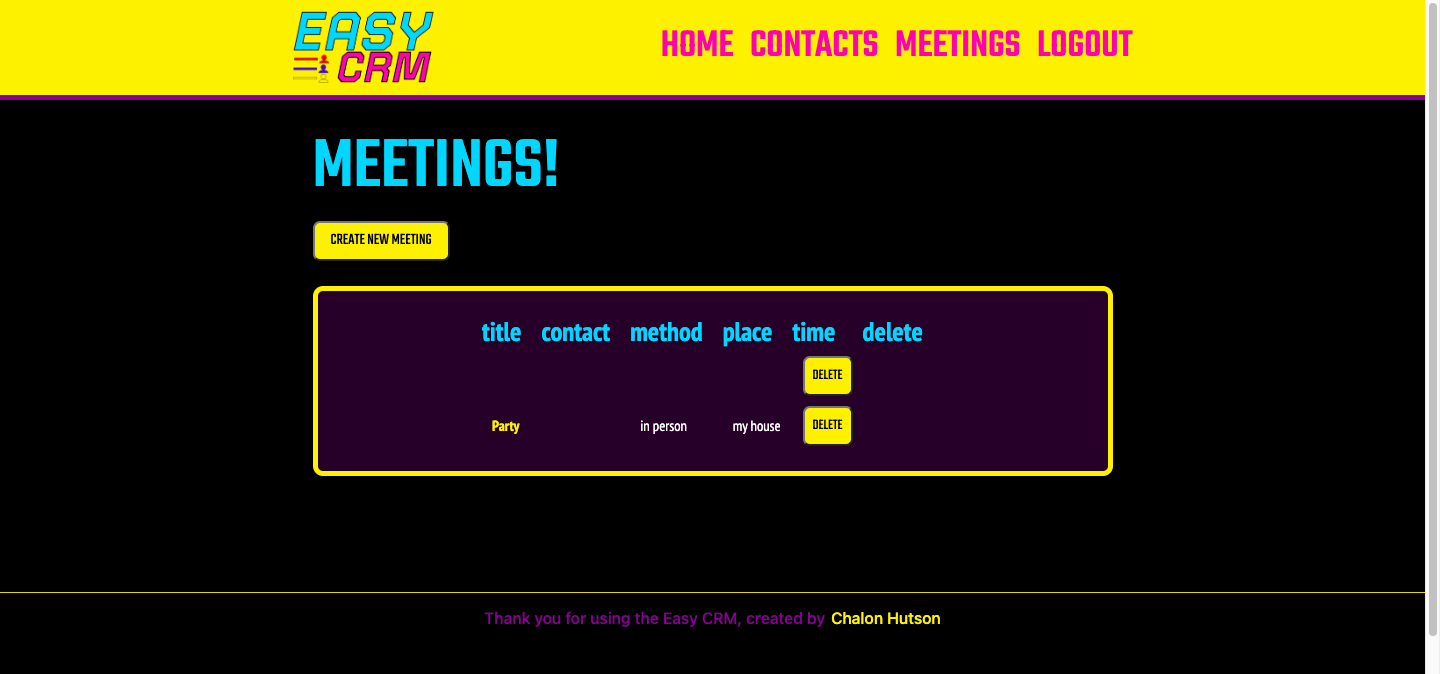 EASY
CRM
HOME CONTACTS MEETINGS LOGOUT
MEETINGS!
CREATE NEW MEETING
title contact method place time delete
DELETE
Party in person my house DELETE
Thank you for using the Easy CRM, created by Chalon Hutson